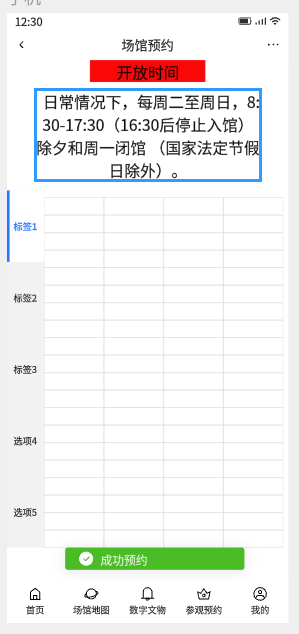 12:30
场馆预约
开放时间
日常情况下，每周二至周日，8:
30-17:30（16:30后停止入馆）
除夕和周一闭馆 （国家法定节假
日除外）。
标签1
标签2
标签3
选项4
选项5
成功预约
首页 场馆地图 数字文物 参观预约 我的